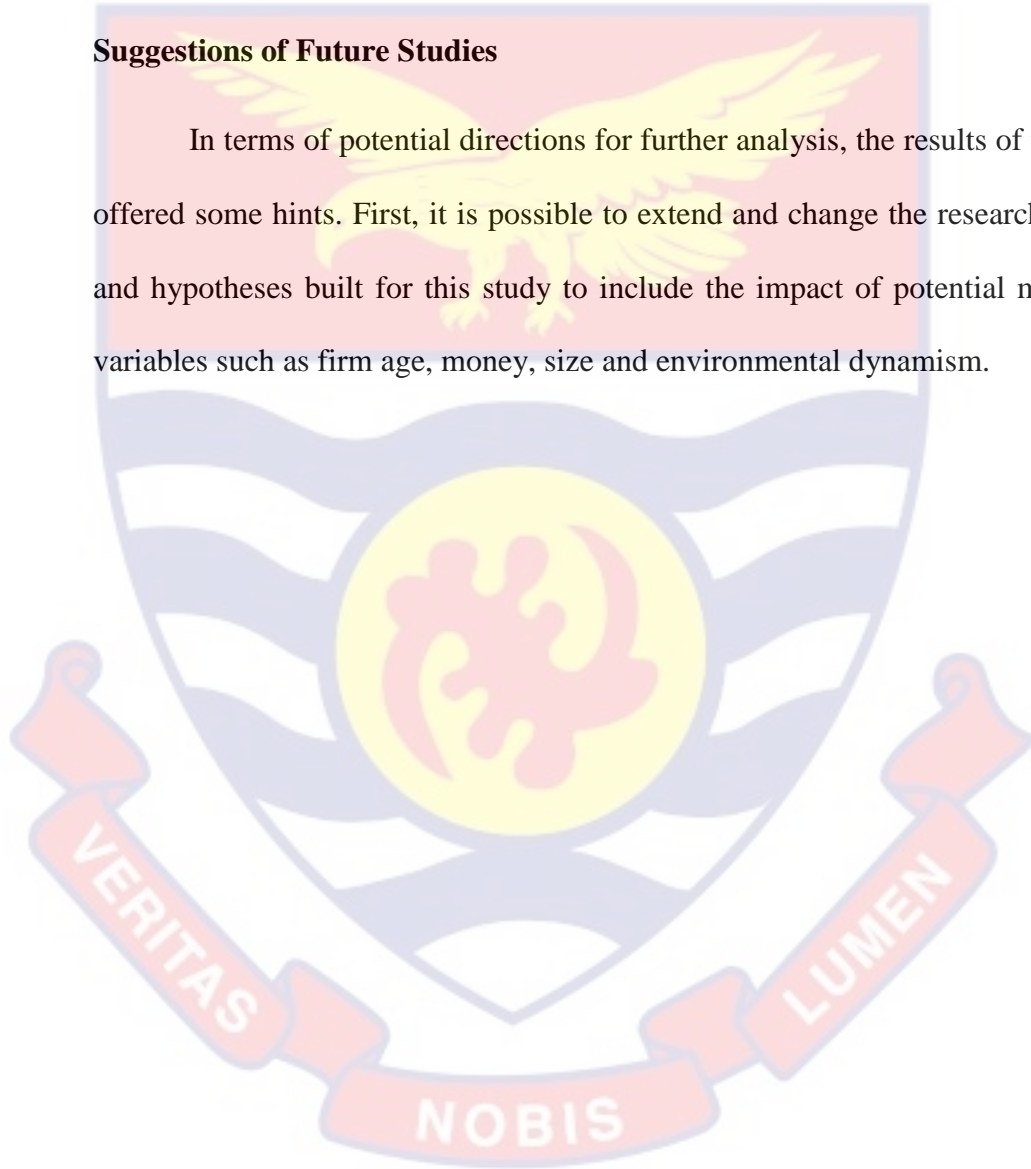 Suggestions of Future Studies
In terms of potential directions for further analysis, the results of
offered some hints. First, it is possible to extend and change the research
and hypotheses built for this study to include the impact of potential
variables such as firm age, money, size and environmental dynamism.
VERITAS
NOBIS
LUMEN